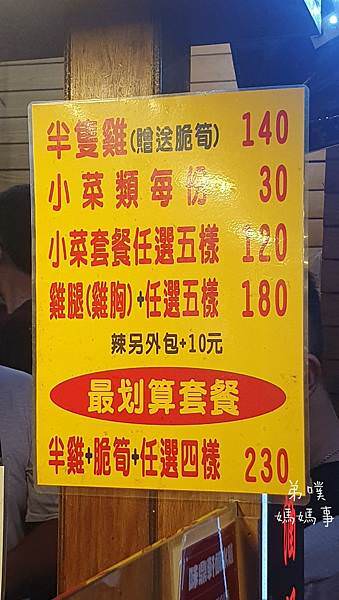 半隻雞(贈送脆筍) 140
小菜類每份 30
小菜套餐任選五樣 120
雞腿(雞胸)+任選五樣 180
辣另外包+10元
最划算套餐
半雞+脆筍+任選四樣 230
弟噗
媽媽事